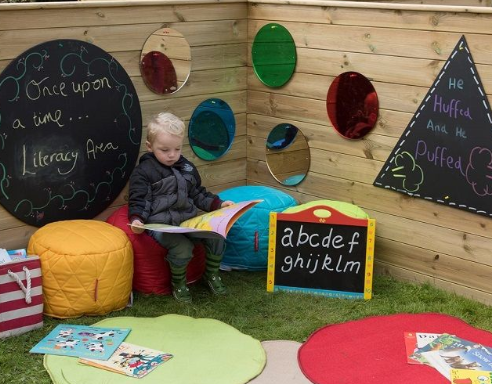 Once upon
a time...
Literacy Area
He
Huffed
And He
Puffed
abcdef
ghijklm